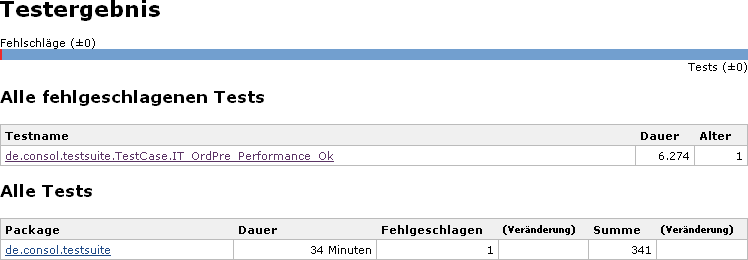 Testergebnis
Fehlschläge (±0)
Tests (±0)
Alle fehlgeschlagenen Tests
Testname Dauer Alter
de.consol.testsuite.TestCase.IT_OrdPre_Performance_Ok 6.274 1
Alle Tests
Package Dauer Fehlgeschlagen (Veränderung) Summe (Veränderung)
de.consol.testsuite 34 Minuten 1 341